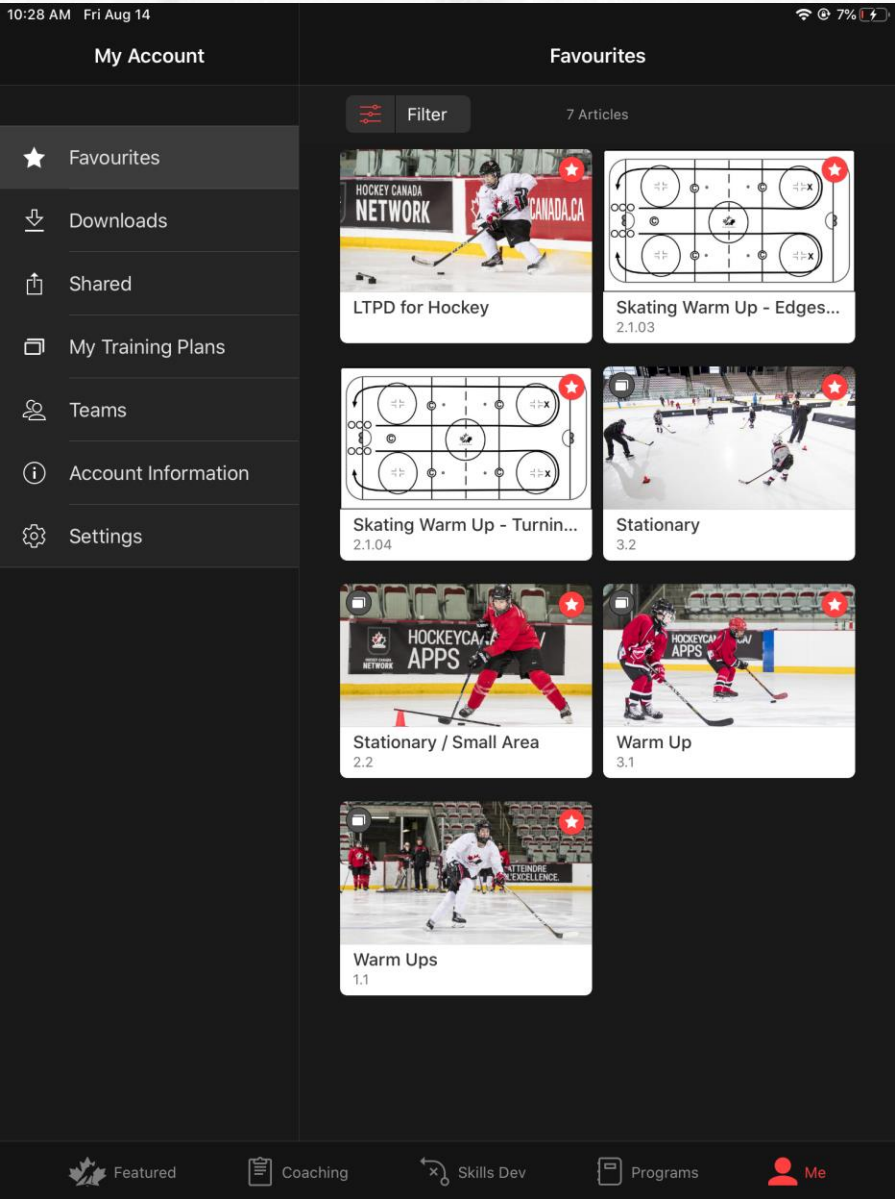 10:28 AM Fri Aug 14
7%
My Account
Favourites
Favourites
Downloads
Shared
My Training Plans
Teams
Account Information
Settings
Filter
7 Articles
HOCKEY CANADA
NETWORK
CANADA.CA
LTPD for Hockey
Skating Warm Up - Edges...
2.1.03
Skating Warm Up - Turnin...
2.1.04
Stationary
3.2
APPS
Stationary / Small Area
2.2
APPS
Warm Up
3.1
ATTEINDRE
L'EXCELLENCE.
Warm Ups
1.1
Featured
Coaching
Skills Dev
Programs
Me